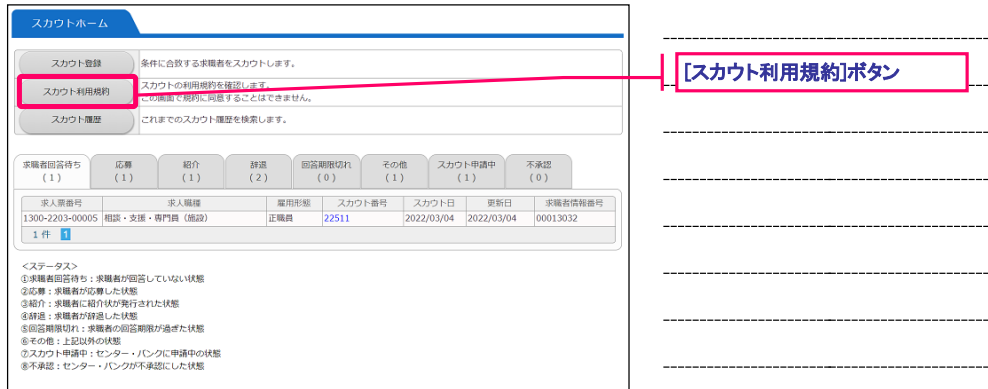 スカウトホーム
スカウト登録 条件に合致する求職者をスカウトします。
スカウト利用規約 スカウトの利用規約を確認します。
この画面で規約に同意することはできません。
スカウト履歴 これまでのスカウト履歴を検索します。
[スカウト利用規約]ボタン
求職者回答待ち 応募 紹介 辞退 回答期限切れ その他 スカウト申請中 不承認
(1) (1) (1) (2) (0) (1) (1) (0)
求人票番号 求人職種 雇用形態 スカウト番号 スカウト日 更新日 求職者情報番号
1300-2203-00005 相談・支援・専門員（施設） 正職員 22511 2022/03/04 2022/03/04 00013032
1 件 1
＜ステータス＞
①求職者回答待ち：求職者が回答していない状態
②応募：求職者が応募した状態
③紹介：求職者に紹介状が発行された状態
④辞退：求職者が辞退した状態
⑤回答期限切れ：求職者の回答期限が過ぎた状態
⑥その他：上記以外の状態
⑦スカウト申請中：センター・バンクに申請中の状態
⑧不承認：センター・バンクが不承認にした状態